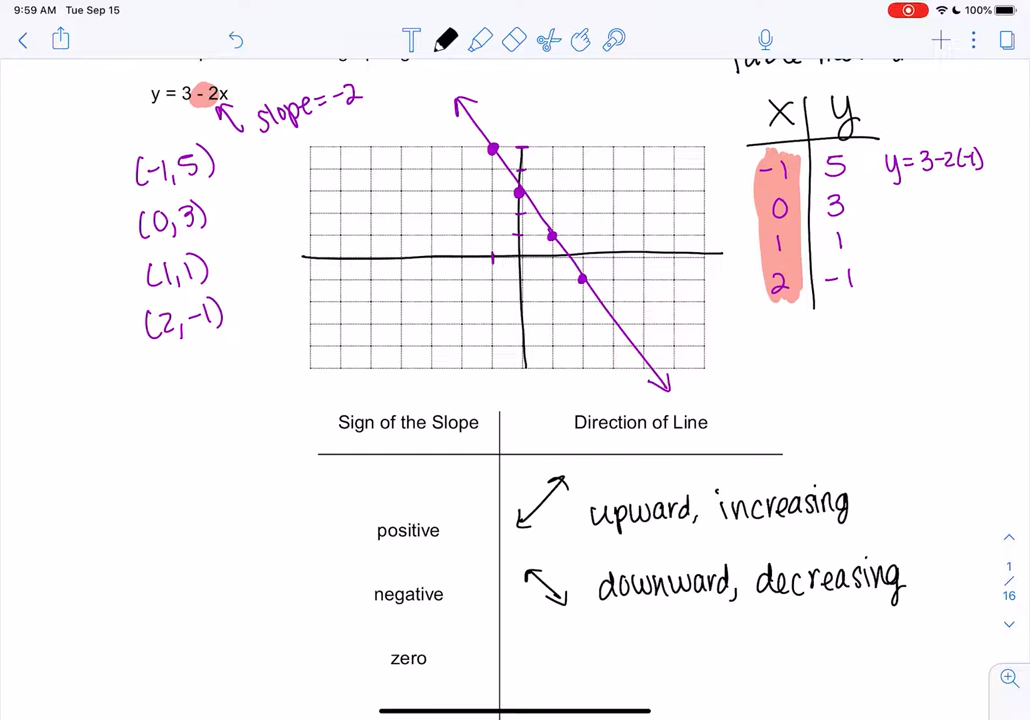 9:59 AM Tue Sep 15
100%
T
y = 3 - 2x
slope = -2
(-1,5)
(0,3)
(1,1)
(2,-1)
x y
-1 5 y = 3-2(-1)
0 3
1 1
2 -1
Sign of the Slope Direction of Line
positive upward, increasing
negative downward, decreasing
zero
1
/
16